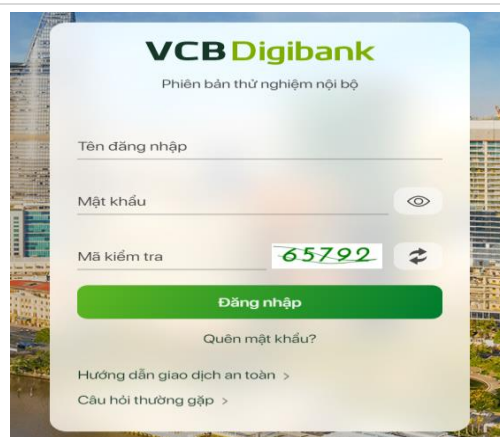 VCB Digibank
Phiên bản thử nghiệm nội bộ
Tên đăng nhập
Mật khẩu
Mã kiểm tra 65792
Đăng nhập
Quên mật khẩu?
Hướng dẫn giao dịch an toàn >
Câu hỏi thường gặp >